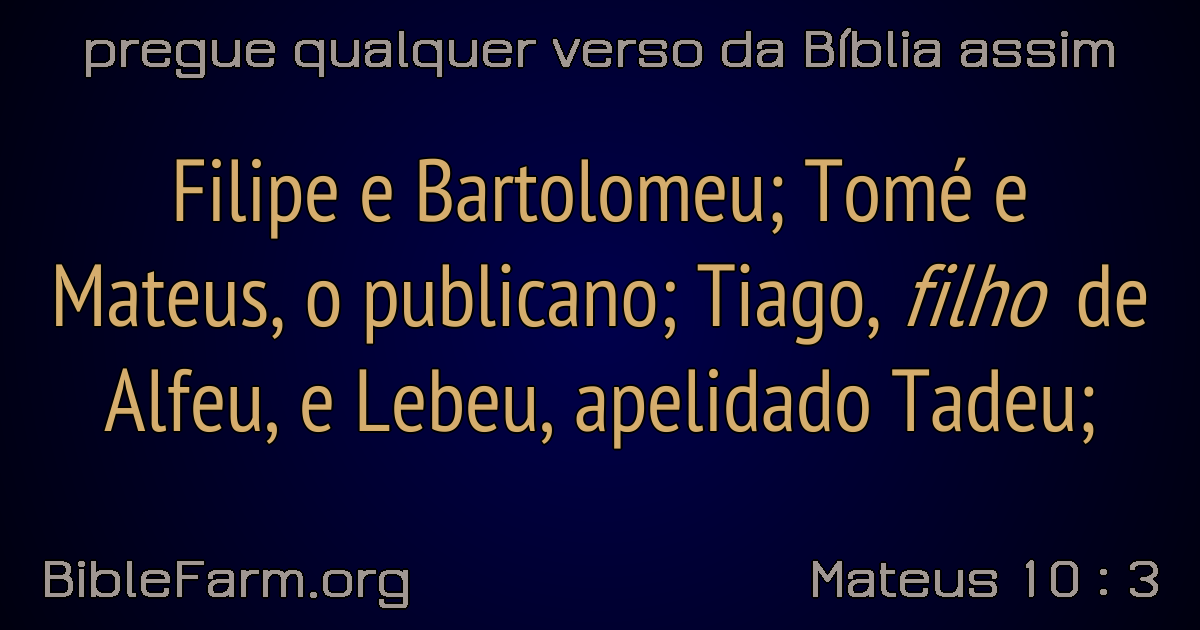 pregue qualquer verso da Bíblia assim
Filipe e Bartolomeu; Tomé e
Mateus, o publicano; Tiago, filho de
Alfeu, e Lebeu, apelidado Tadeu;
BibleFarm.org
Mateus 10 : 3